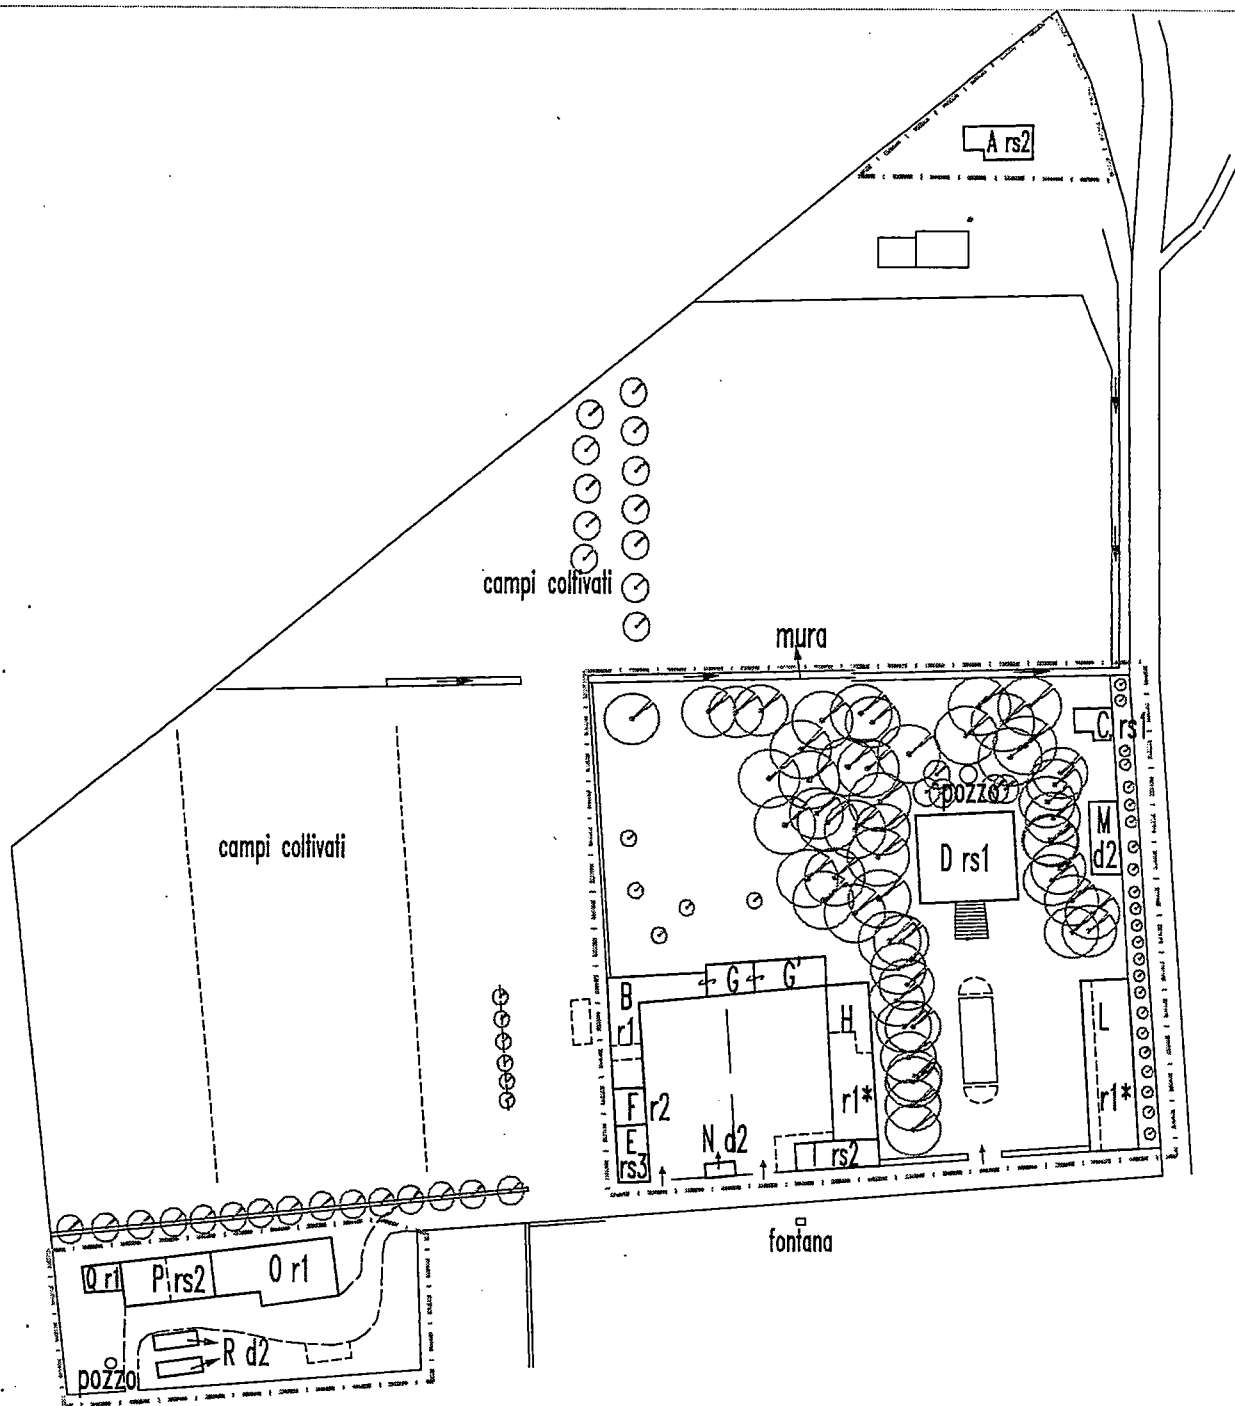 A rs2
campi coltivati
mura
C rs1
pozzo
campi coltivati
M
d2
D rs1
B
r1
G
G'
H
L
F
r2
r1*
r1*
E
rs3
N d2
rs2
fontana
Q r1
P rs2
O r1
R d2
pozzo